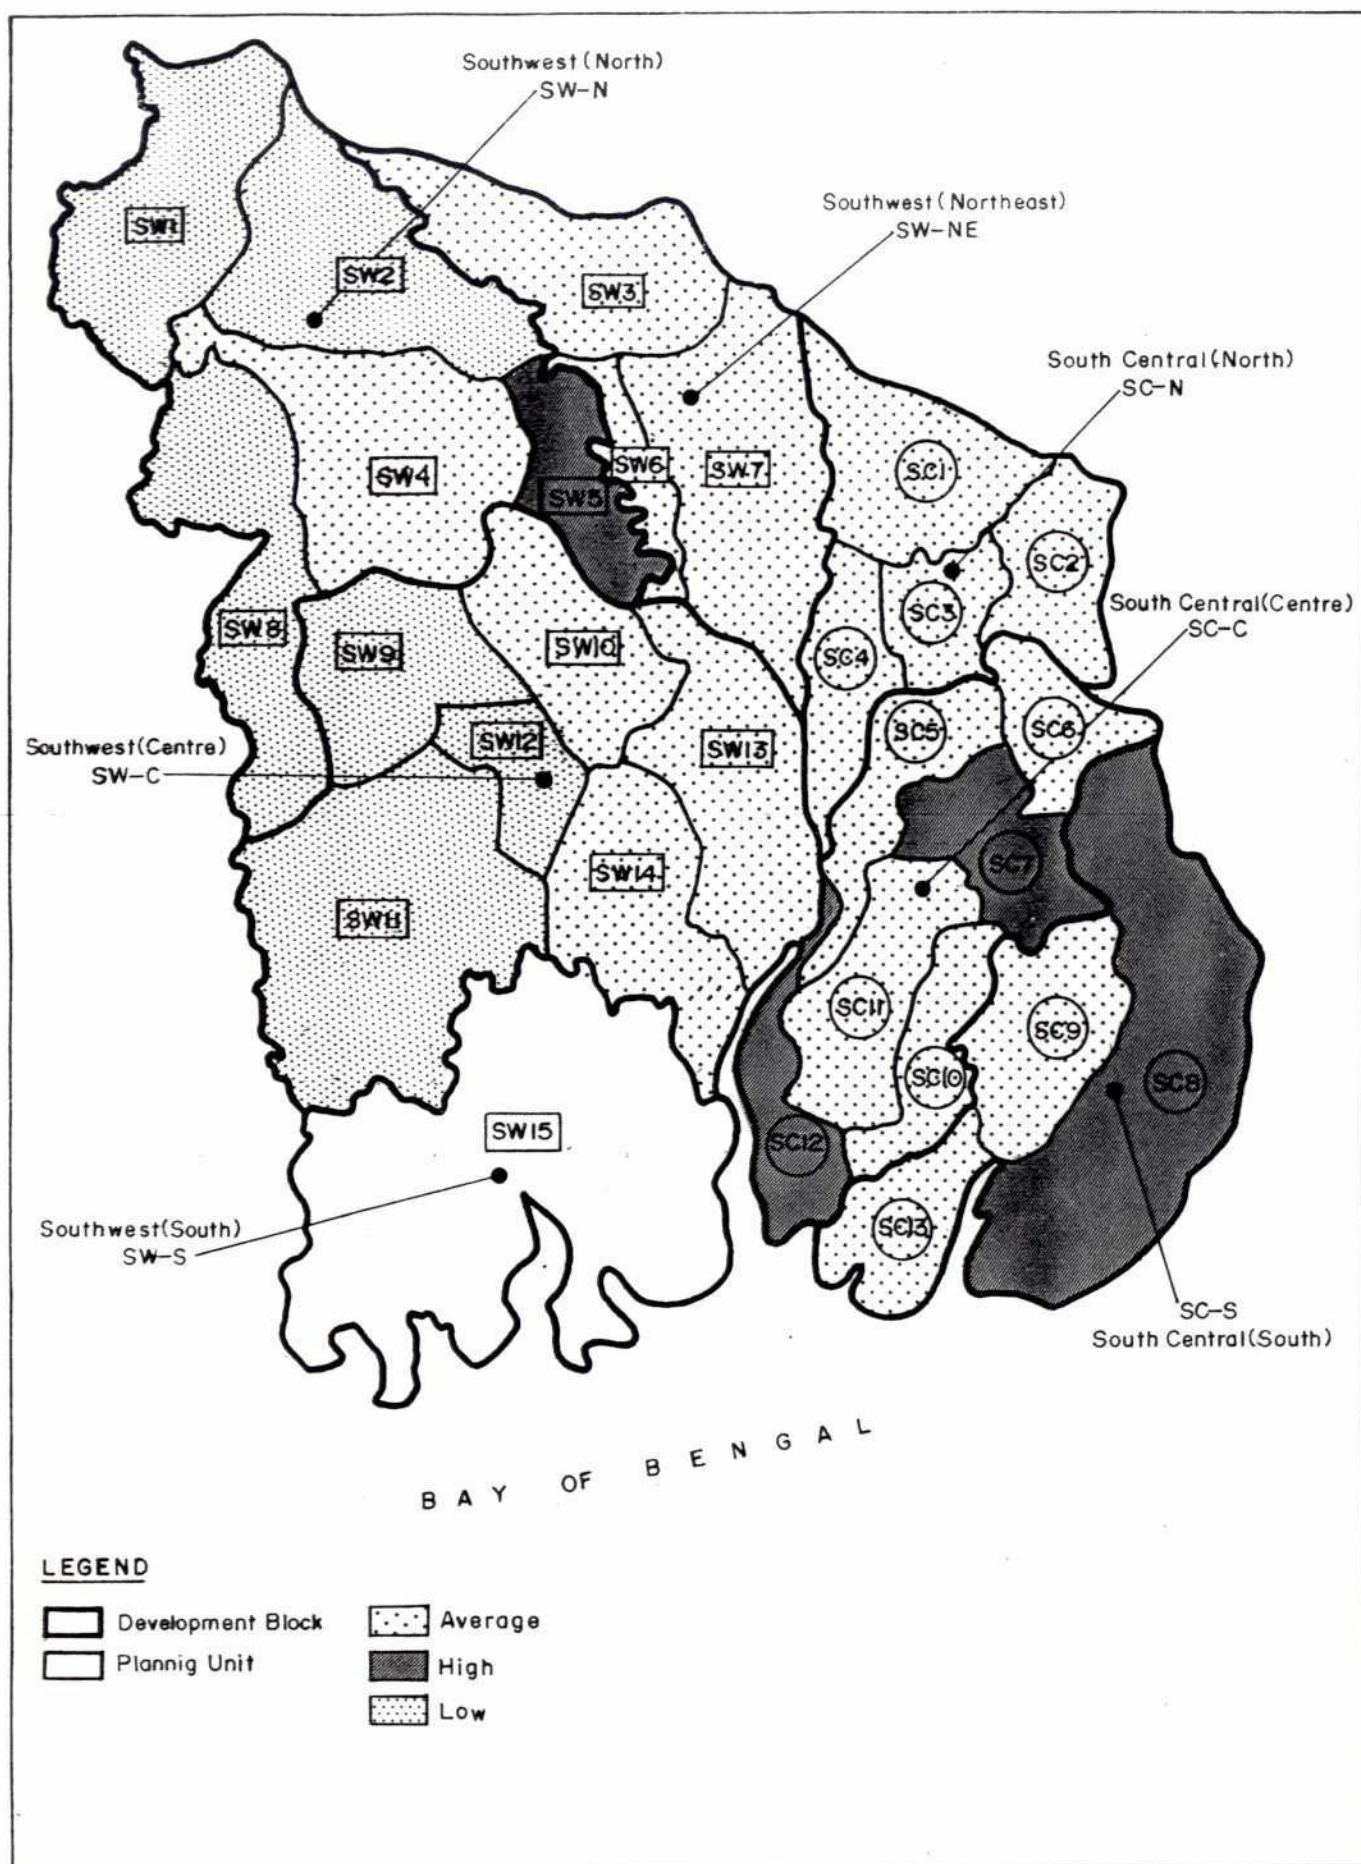 Southwest (North)
SW-N
Southwest (Northeast)
SW-NE
South Central (North)
SC-N
South Central (Centre)
SC-C
Southwest (Centre)
SW-C
Southwest (South)
SW-S
SC-S
South Central (South)
SW1
SW2
SW3
SW4
SW5
SW6
SW7
SW8
SW9
SW10
SW11
SW12
SW13
SW14
SW15
SC1
SC2
SC3
SC4
SC5
SC6
SC7
SC8
SC9
SC10
SC11
SC12
SC13
BAY OF BENGAL
LEGEND
Development Block
Plannig Unit
Average
High
Low